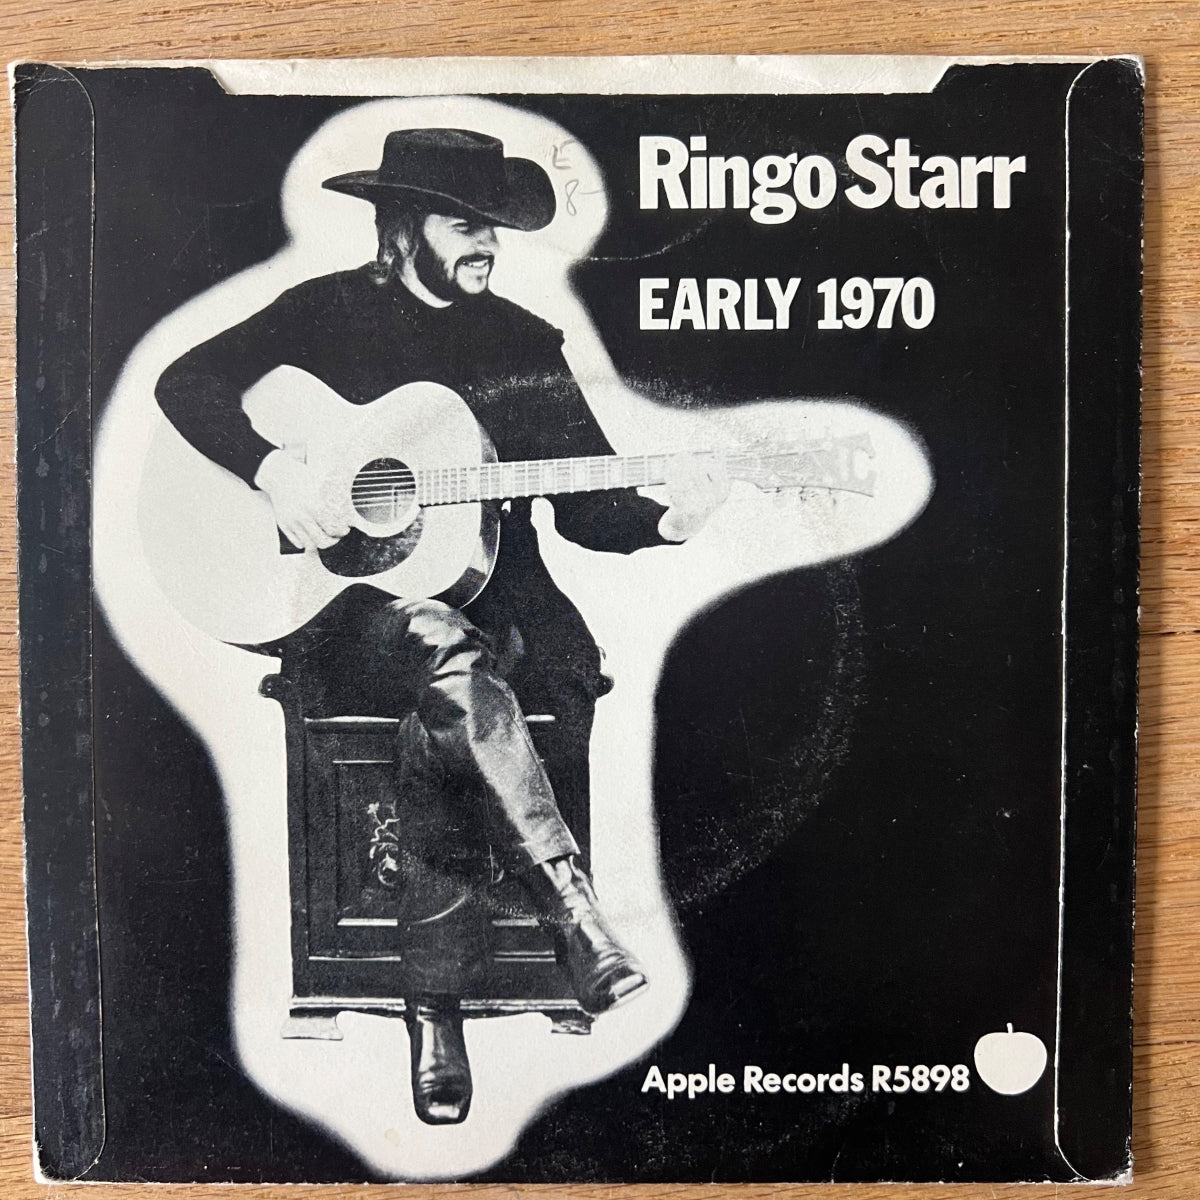 Ringo Starr
EARLY 1970
Apple Records R5898